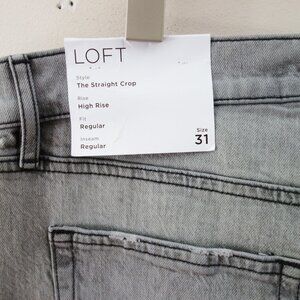 LOFT
Style
The Straight Crop
Rise
High Rise
Fit
Regular
Inseam
Regular
Size
31